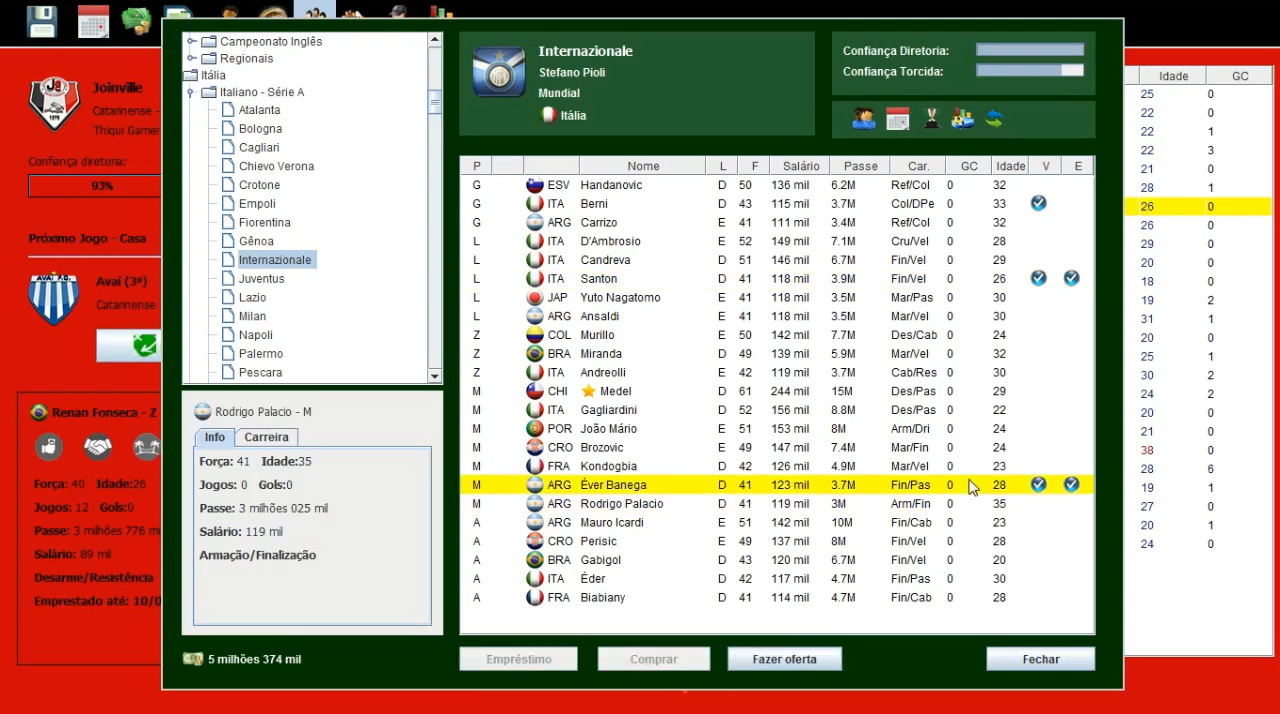 Joinville
Catarinense -
Thiqui Gamer
Confiança diretoria:
93%
Próximo Jogo - Casa
Avaí (3º)
Catarinense
Renan Fonseca - Z
Força: 40 Idade:26
Jogos: 12 Gols:0
Passe: 3 milhões 776 m
Salário: 89 mil
Desarme/Resistência
Emprestado até: 10/0
Campeonato Inglês
Regionais
Itália
Italiano - Série A
Atalanta
Bologna
Cagliari
Chievo Verona
Crotone
Empoli
Fiorentina
Gênoa
Internazionale
Juventus
Lazio
Milan
Napoli
Palermo
Pescara
Rodrigo Palacio - M
Info Carreira
Força: 41 Idade:35
Jogos: 0 Gols:0
Passe: 3 milhões 025 mil
Salário: 119 mil
Armação/Finalização
5 milhões 374 mil
Internazionale
Stefano Pioli
Mundial
Itália
Confiança Diretoria:
Confiança Torcida:
P Nome L F Salário Passe Car. GC Idade V E
G ESV Handanovic D 50 136 mil 6.2M Ref/Col 0 32
G ITA Berni D 43 115 mil 3.7M Col/DPe 0 33
G ARG Carrizo E 41 111 mil 3.4M Ref/Col 0 32
L ITA D'Ambrosio E 52 149 mil 7.1M Cru/Vel 0 28
L ITA Candreva D 51 146 mil 6.7M Fin/Vel 0 29
L ITA Santon D 41 118 mil 3.9M Fin/Vel 0 26
L JAP Yuto Nagatomo E 41 118 mil 3.5M Mar/Pas 0 30
L ARG Ansaldi E 41 118 mil 3.5M Mar/Vel 0 30
Z COL Murillo E 50 142 mil 7.7M Des/Cab 0 24
Z BRA Miranda D 49 139 mil 5.9M Mar/Vel 0 32
Z ITA Andreolli E 42 119 mil 3.7M Cab/Res 0 30
M CHI Medel D 61 244 mil 15M Des/Pas 0 29
M ITA Gagliardini D 52 156 mil 8.8M Des/Pas 0 22
M POR João Mário E 51 153 mil 8M Arm/Dri 0 24
M CRO Brozovic E 49 147 mil 7.4M Mar/Fin 0 24
M FRA Kondogbia D 42 126 mil 4.9M Mar/Vel 0 23
M ARG Éver Banega D 41 123 mil 3.7M Fin/Pas 0 28
M ARG Rodrigo Palacio D 41 119 mil 3M Arm/Fin 0 35
A ARG Mauro Icardi E 51 142 mil 10M Fin/Cab 0 23
A CRO Perisic E 49 137 mil 8M Fin/Vel 0 28
A BRA Gabigol D 43 120 mil 6.7M Fin/Vel 0 20
A ITA Éder D 42 117 mil 4.7M Fin/Pas 0 30
A FRA Biabiany D 41 114 mil 4.7M Fin/Cab 0 28
Empréstimo Comprar Fazer oferta Fechar
Idade GC
25 0
22 0
22 1
22 3
21 0
28 1
26 0
26 0
29 0
20 0
18 0
19 2
31 1
20 0
25 1
30 2
24 2
20 0
21 0
38 0
28 6
19 1
27 0
20 1
24 0